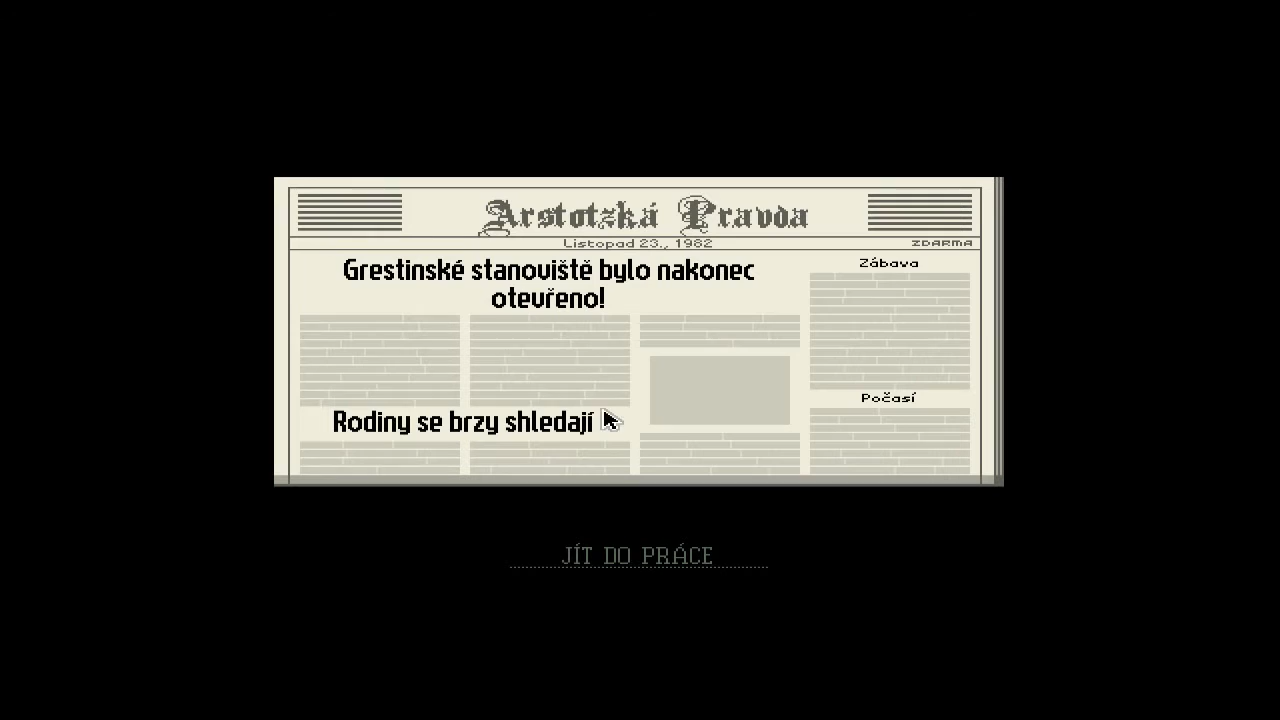 Arstotzká Pravda
Listopad 23., 1982
ZDARMA
Grestinské stanoviště bylo nakonec
otevřeno!
Rodiny se brzy shledají
Zábava
Počasí
JÍT DO PRÁCE